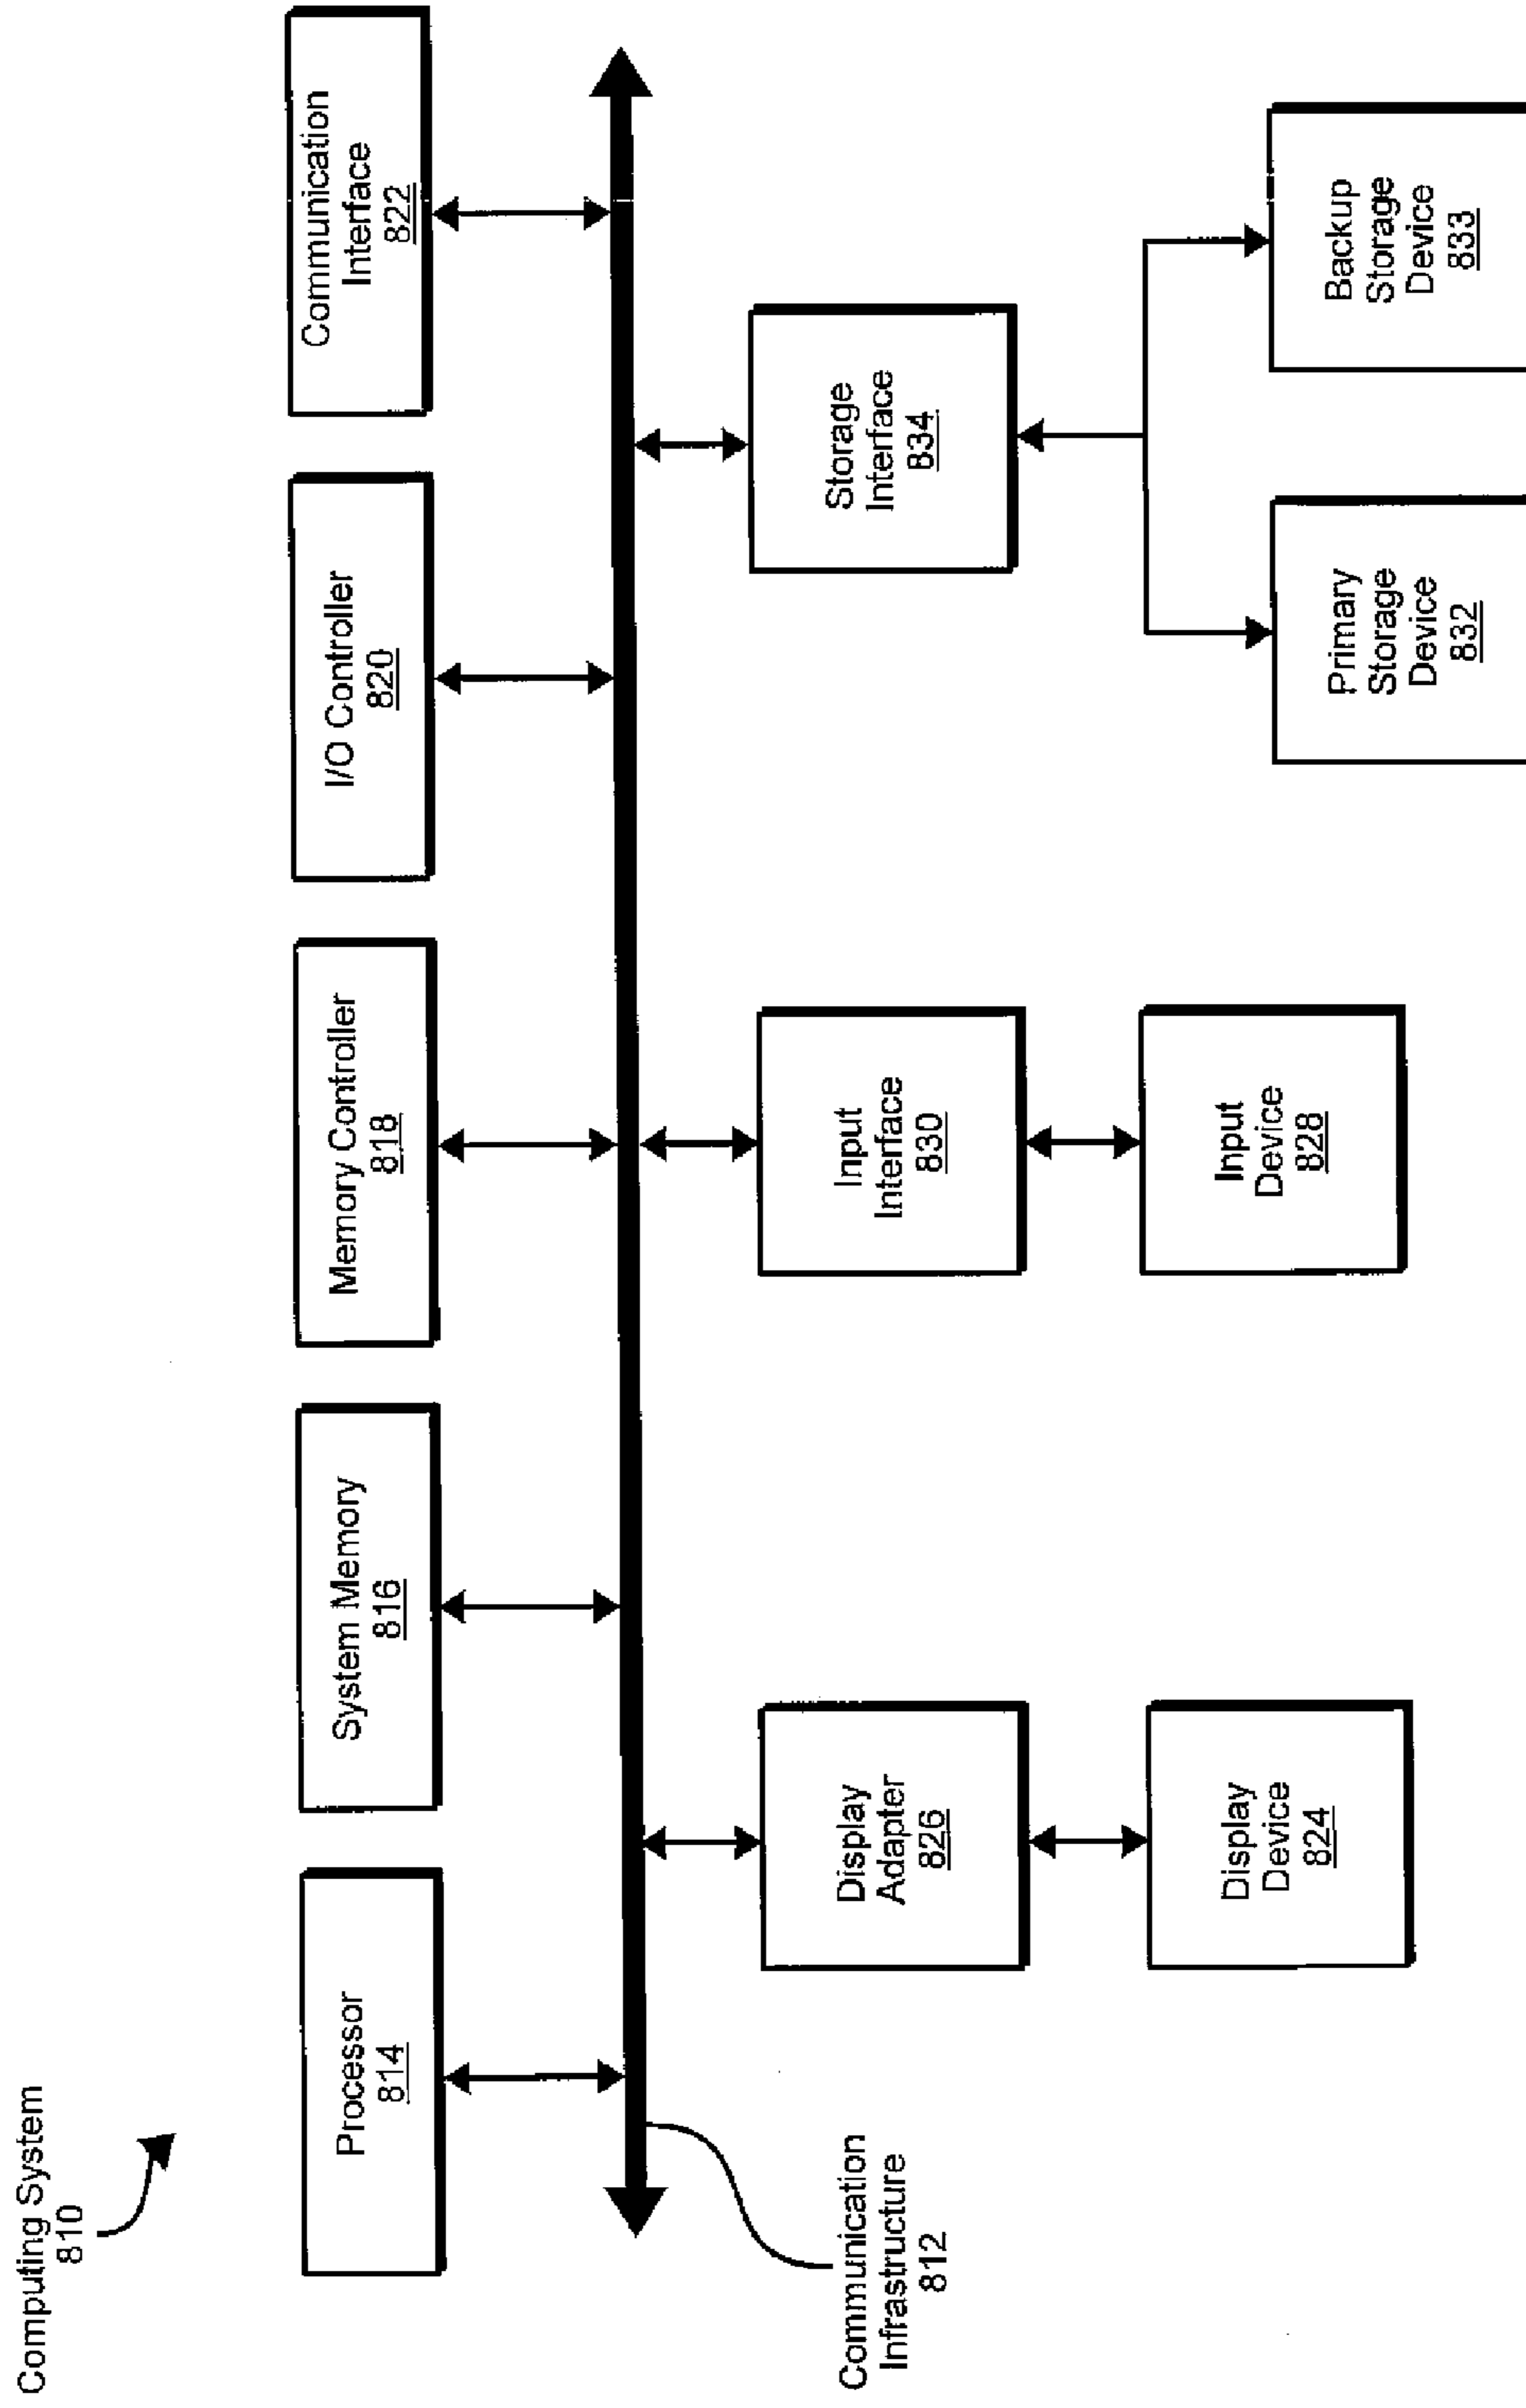 Computing System
810
Processor
814
System Memory
816
Memory Controller
818
I/O Controller
820
Communication
Interface
822
Communication
Infrastructure
812
Display
Adapter
826
Input
Interface
830
Storage
Interface
834
Display
Device
824
Input
Device
828
Primary
Storage
Device
832
Backup
Storage
Device
833